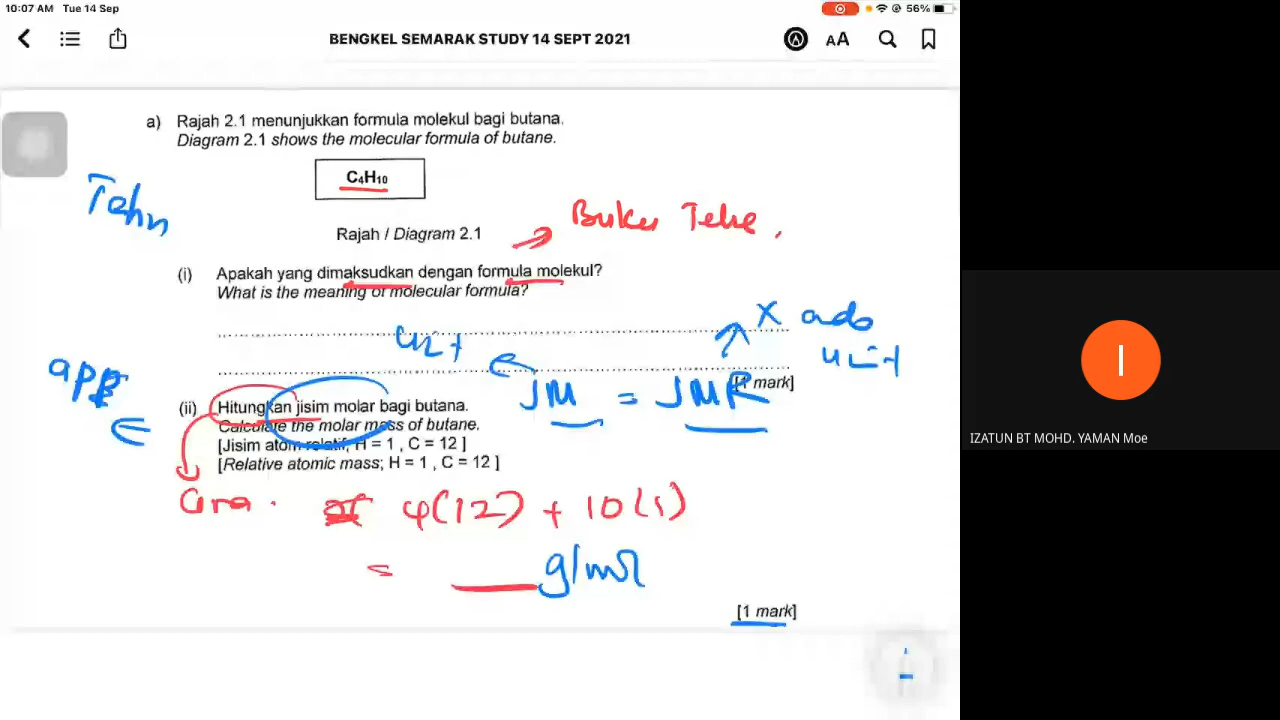 10:07 AM Tue 14 Sep
56%
BENGKEL SEMARAK STUDY 14 SEPT 2021
AA
a) Rajah 2.1 menunjukkan formula molekul bagi butana.
Diagram 2.1 shows the molecular formula of butane.
C₄H₁₀
Rajah / Diagram 2.1
(i) Apakah yang dimaksudkan dengan formula molekul?
What is the meaning of molecular formula?
x ada
unit
unit
JM = JMR
[1 mark]
(ii) Hitungkan jisim molar bagi butana.
Calculate the molar mass of butane.
[Jisim atom relatif; H = 1 , C = 12 ]
[Relative atomic mass; H = 1 , C = 12 ]
4(12) + 10(1)
= ___ g/mol
[1 mark]
I
IZATUN BT MOHD. YAMAN Moe